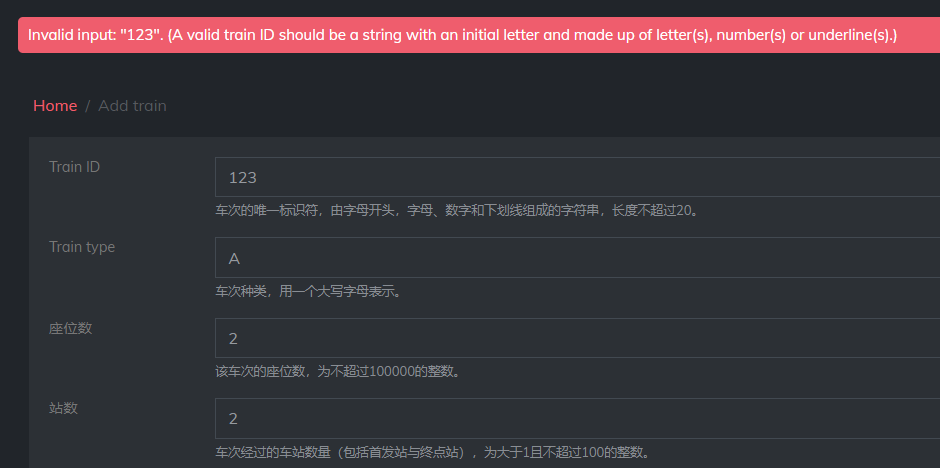 Invalid input: "123". (A valid train ID should be a string with an initial letter and made up of letter(s), number(s) or underline(s).)
Home / Add train
Train ID
123
车次的唯一标识符，由字母开头，字母、数字和下划线组成的字符串，长度不超过20。
Train type
A
车次种类，用一个大写字母表示。
座位数
2
该车次的座位数，为不超过100000的整数。
站数
2
车次经过的车站数量（包括首发站与终点站），为大于1且不超过100的整数。